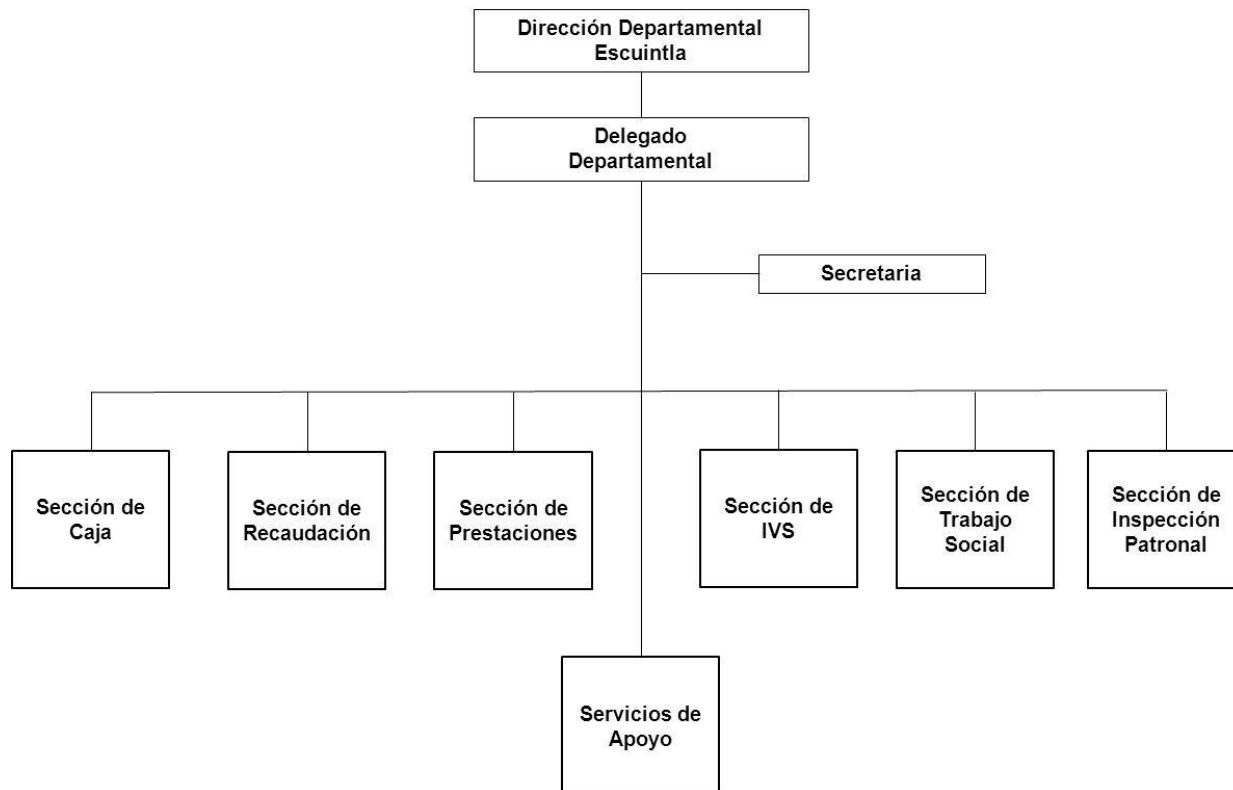 Dirección Departamental
Escuintla
Delegado
Departamental
Secretaria
Sección de
Caja
Sección de
Recaudación
Sección de
Prestaciones
Sección de
IVS
Sección de
Trabajo
Social
Sección de
Inspección
Patronal
Servicios de
Apoyo